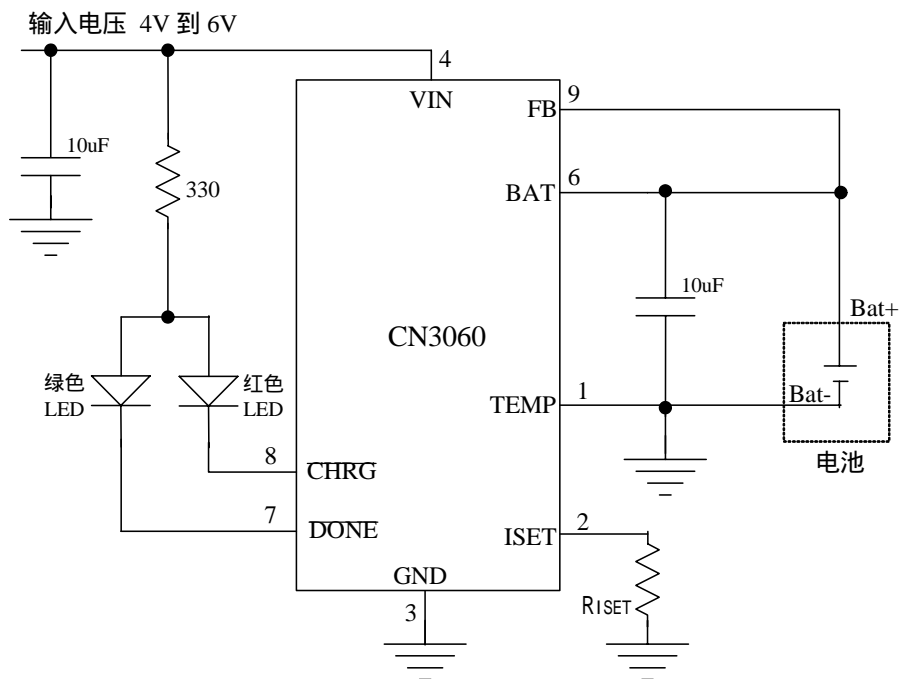 输入电压 4V 到 6V
4
VIN
9
FB
10uF
330
6
BAT
10uF
CN3060
Bat+
绿色
LED
红色
LED
1
TEMP
Bat-
电池
8
CHRG
7
DONE
2
ISET
GND
3
RISET